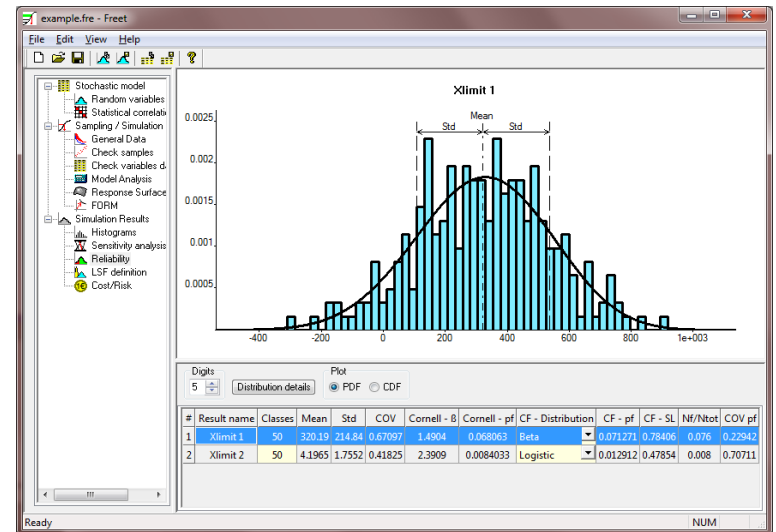 example.fre - Freet
File Edit View Help
Stochastic model
Random variables
Statistical correlati
Sampling / Simulation
General Data
Check samples
Check variables d
Model Analysis
Response Surface
FORM
Simulation Results
Histograms
Sensitivity analysis
Reliability
LSF definition
Cost/Risk
Xlimit 1
Mean
Std Std
0.0025
0.002
0.0015
0.001
0.0005
-400 -200 0 200 400 600 800 1e+003
Digits Plot
5 Distribution details PDF CDF
# Result name Classes Mean Std COV Cornell - ß Cornell - pf CF - Distribution CF - pf CF - SL Nf/Ntot COV pf
1 Xlimit 1 50 320.19 214.84 0.67097 1.4904 0.068063 Beta 0.071271 0.78406 0.076 0.22942
2 Xlimit 2 50 4.1965 1.7552 0.41825 2.3909 0.0084033 Logistic 0.012912 0.47854 0.008 0.70711
Ready NUM